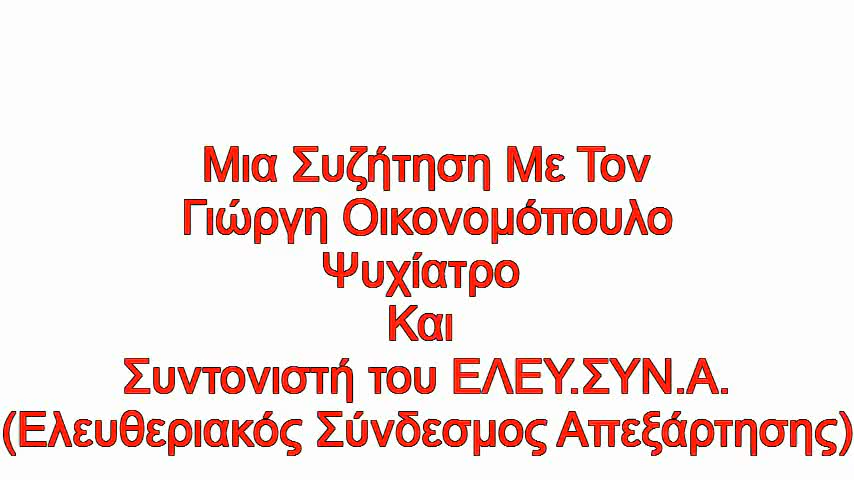 Μια Συζήτηση Με Τον
Γιώργη Οικονομόπουλο
Ψυχίατρο
Και
Συντονιστή του ΕΛΕΥ.ΣΥΝ.Α.
(Ελευθεριακός Σύνδεσμος Απεξάρτησης)